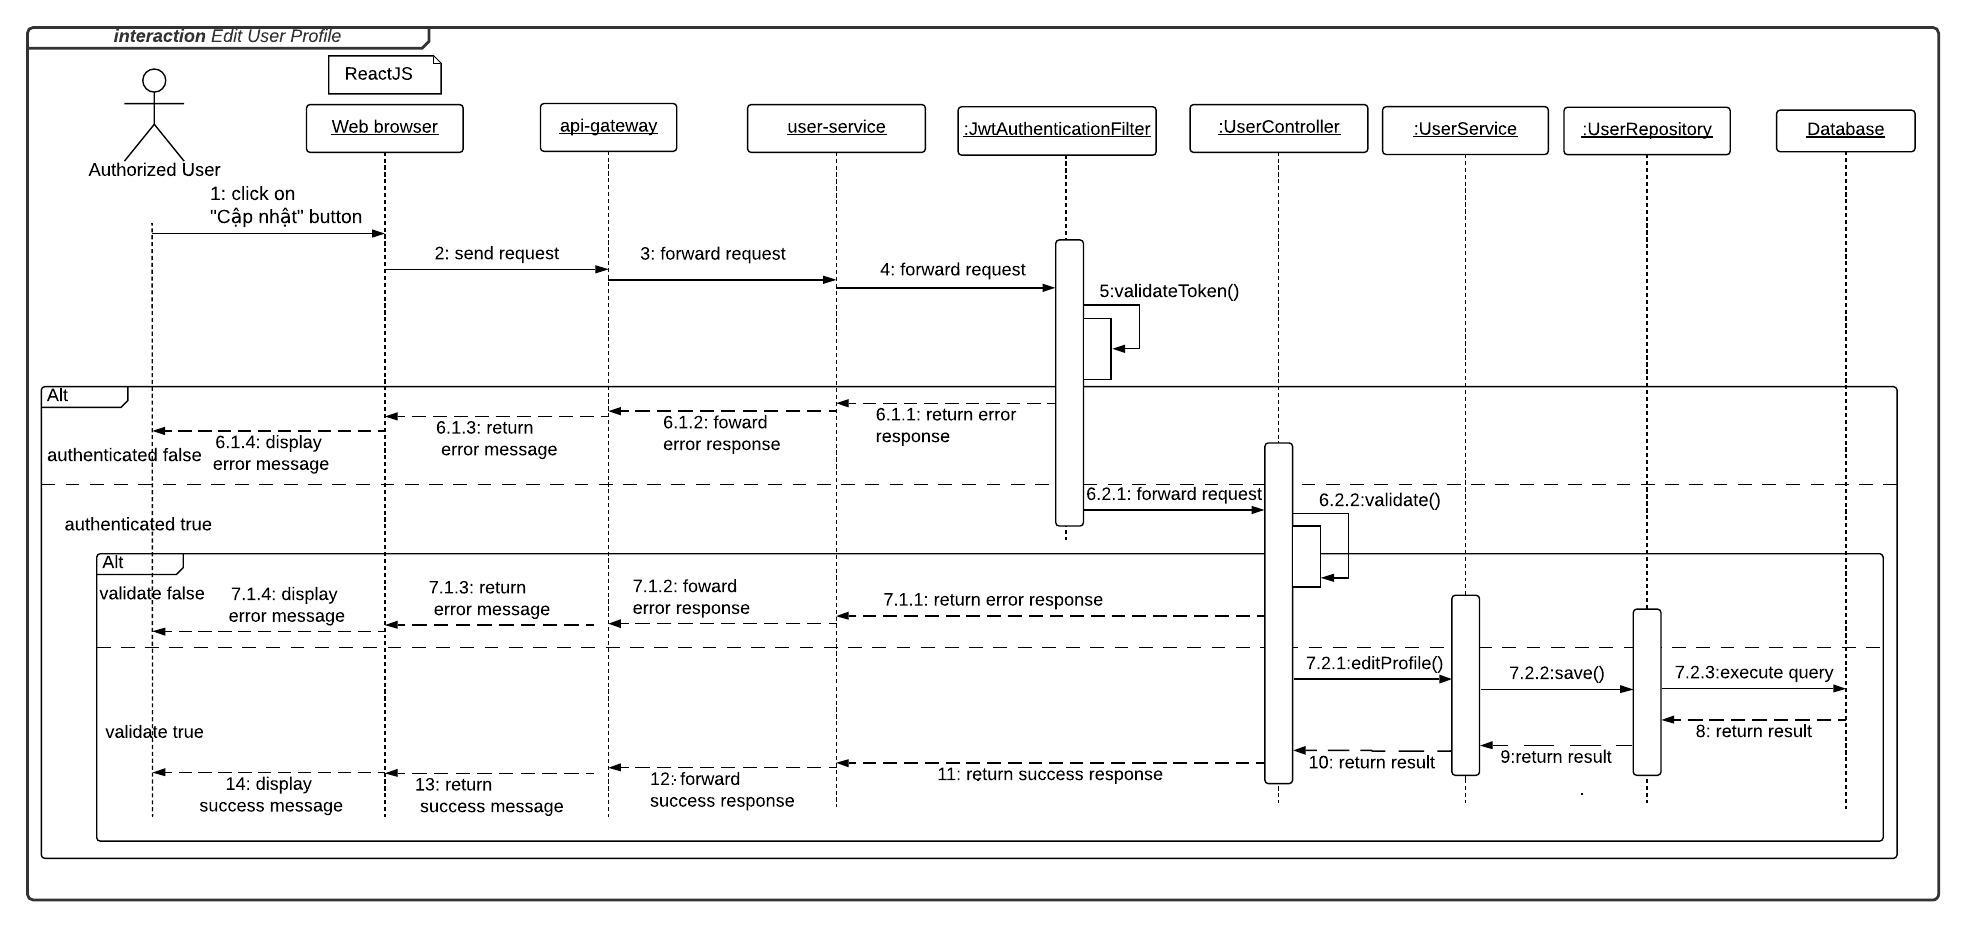 interaction Edit User Profile
ReactJS
Authorized User
Web browser
api-gateway
user-service
:JwtAuthenticationFilter
:UserController
:UserService
:UserRepository
Database
1: click on
"Cập nhật" button
2: send request
3: forward request
4: forward request
5:validateToken()
Alt
6.1.1: return error
response
6.1.2: foward
error response
6.1.3: return
error message
6.1.4: display
error message
authenticated false
6.2.1: forward request
6.2.2:validate()
authenticated true
Alt
validate false
7.1.1: return error response
7.1.2: foward
error response
7.1.3: return
error message
7.1.4: display
error message
7.2.1:editProfile()
7.2.2:save()
7.2.3:execute query
validate true
8: return result
9:return result
10: return result
11: return success response
12: forward
success response
13: return
success message
14: display
success message